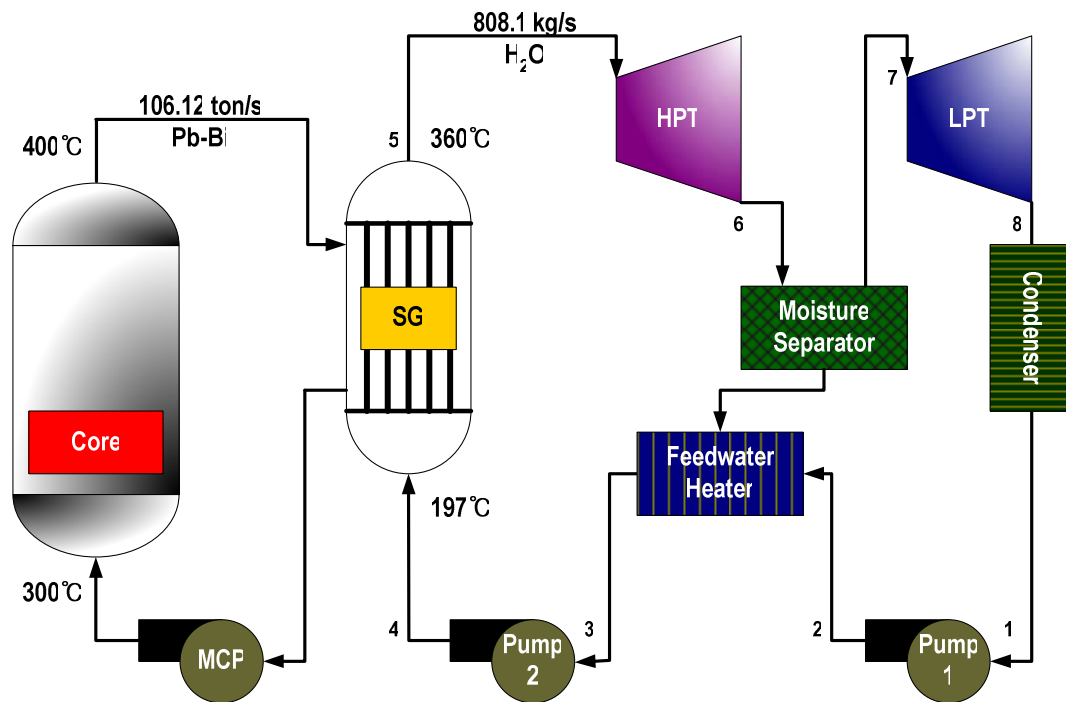 808.1 kg/s
H₂O
106.12 ton/s
Pb-Bi
400℃
5
360℃
HPT
7
LPT
6
8
SG
Moisture
Separator
Condenser
Core
Feedwater
Heater
197℃
300℃
4
3
2
1
MCP
Pump
2
Pump
1